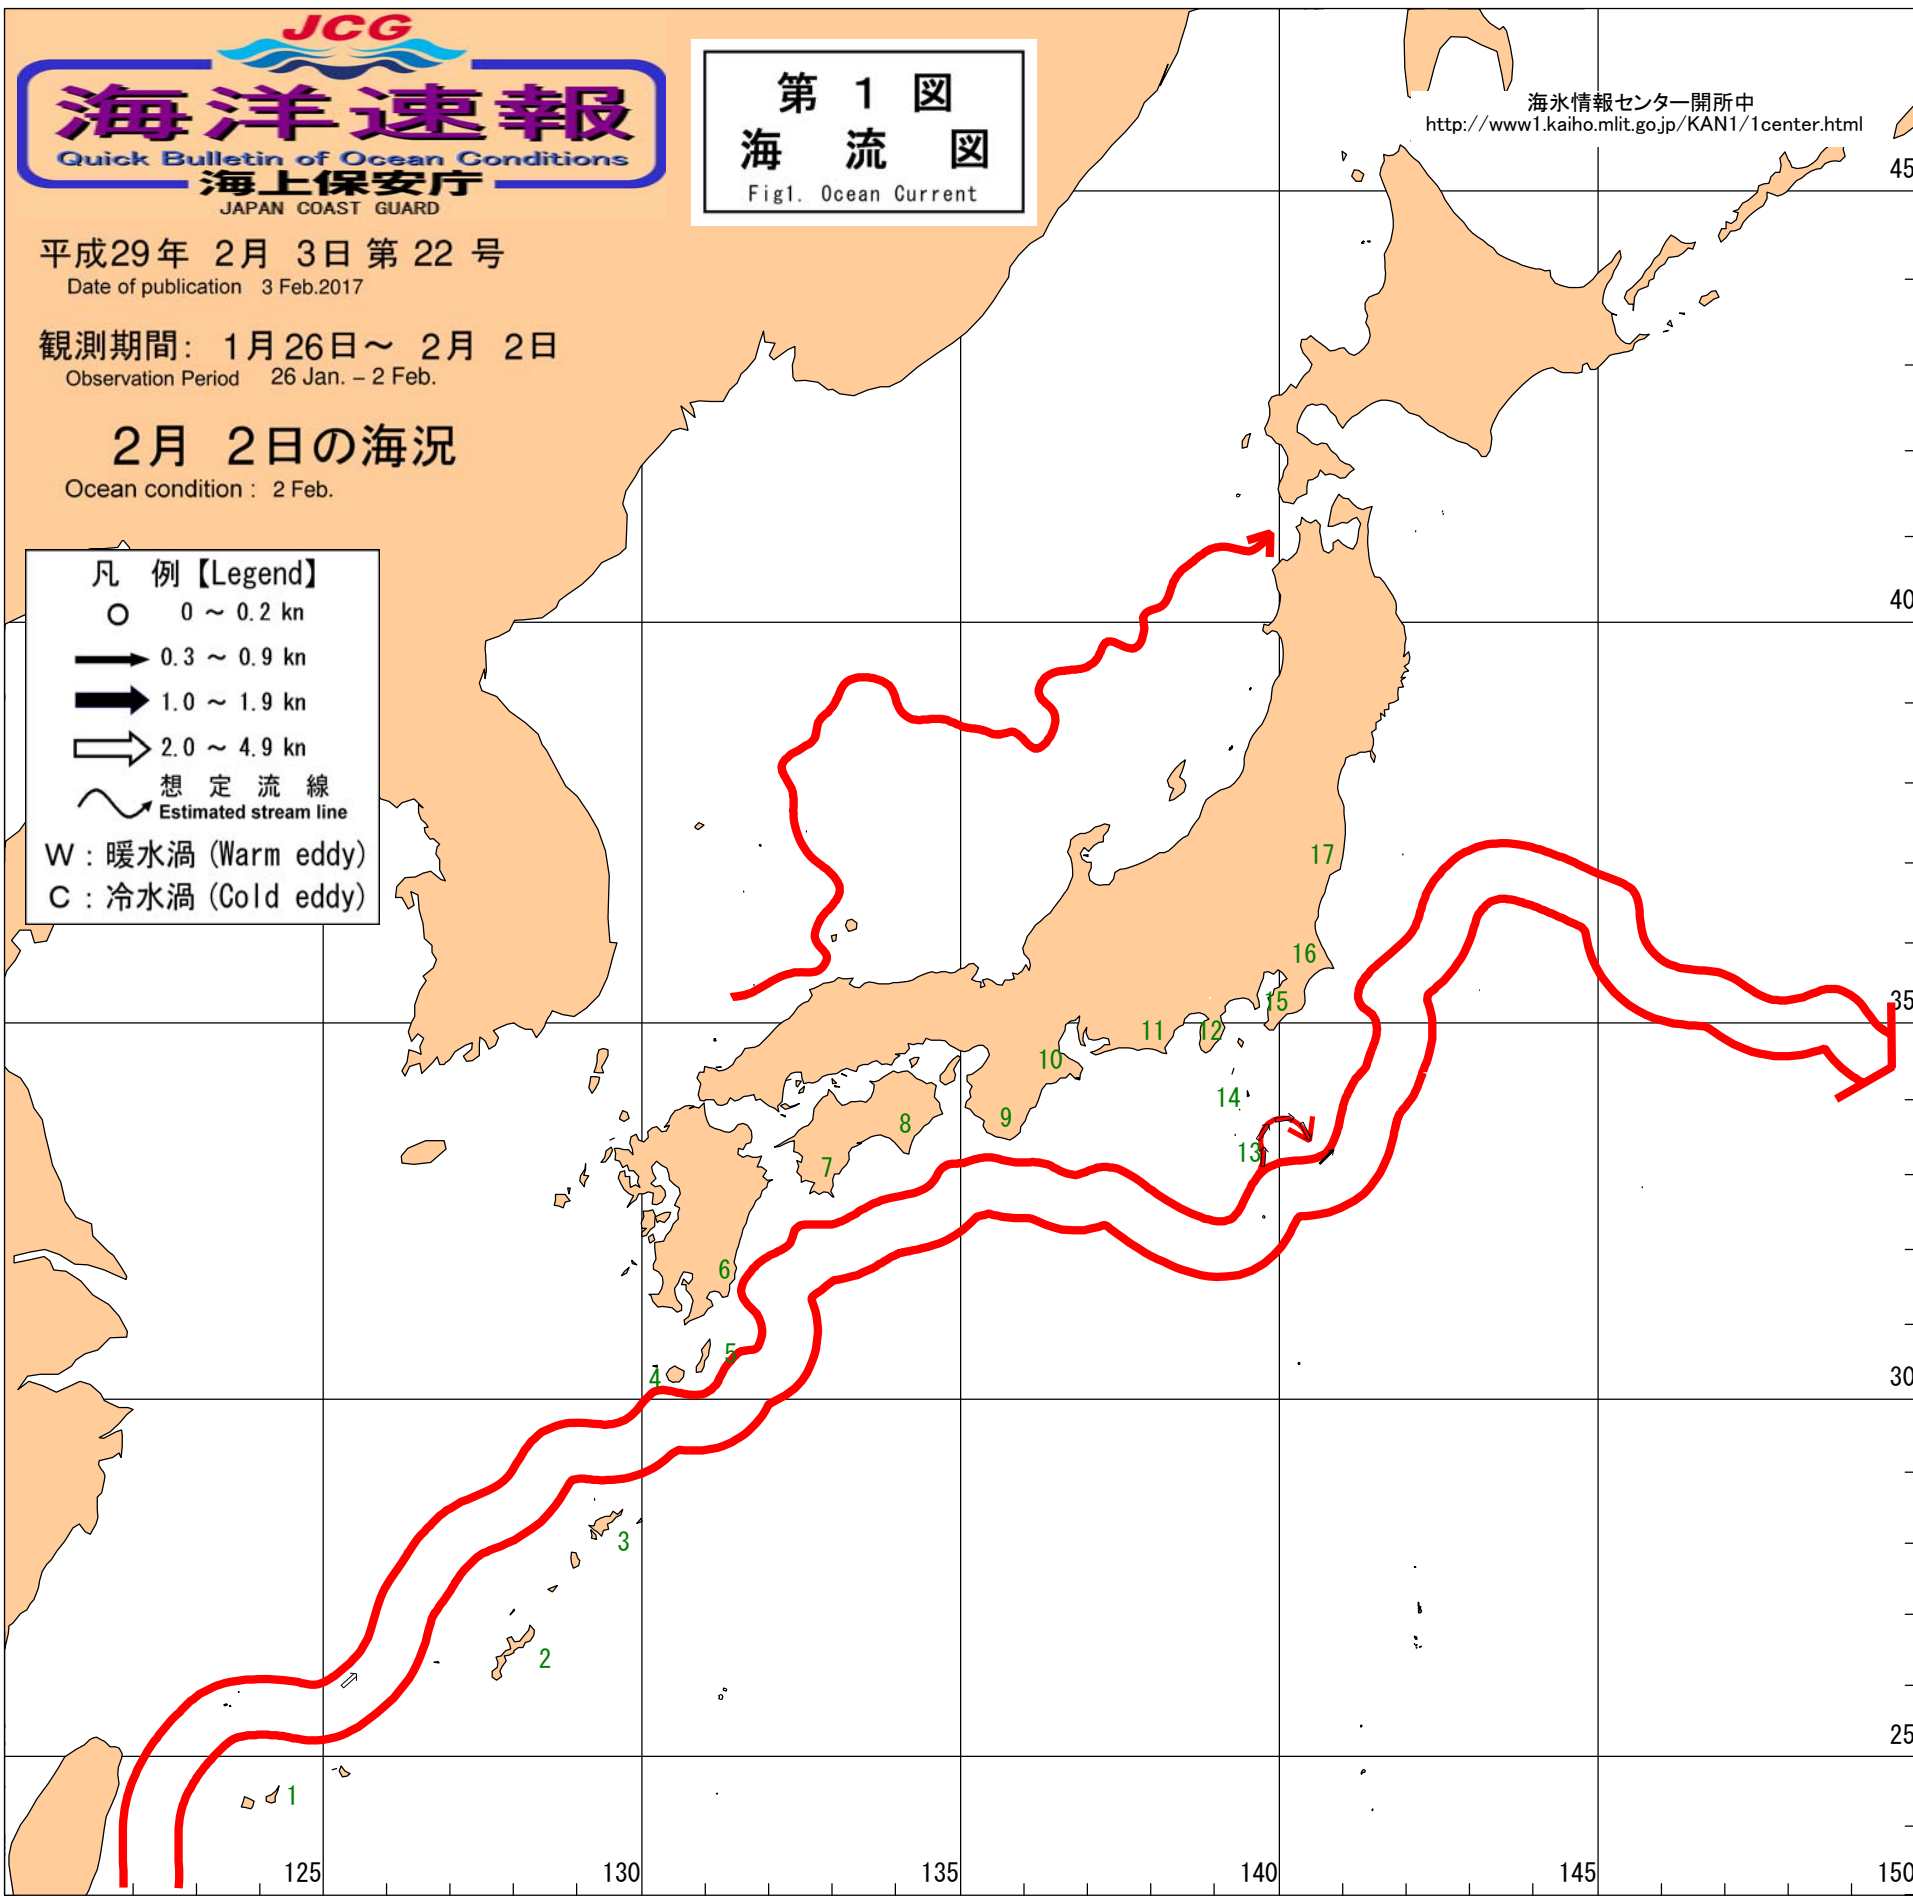 JCG
海洋速報
Quick Bulletin of Ocean Conditions
海上保安庁
JAPAN COAST GUARD
第 1 図
海 流 図
Fig1. Ocean Current
海氷情報センター開所中
http://www1.kaiho.mlit.go.jp/KAN1/1center.html
平成29年 2月 3日 第 22 号
Date of publication 3 Feb.2017
観測期間: 1月26日～ 2月 2日
Observation Period 26 Jan. – 2 Feb.
2月 2日の海況
Ocean condition : 2 Feb.
凡 例【Legend】
0 ～ 0.2 kn
0.3 ～ 0.9 kn
1.0 ～ 1.9 kn
2.0 ～ 4.9 kn
想 定 流 線
Estimated stream line
W : 暖水渦 (Warm eddy)
C : 冷水渦 (Cold eddy)
45
40
35
30
25
17
16
15
12
11
10
14
13
9
8
7
6
5
4
3
2
1
125
130
135
140
145
150